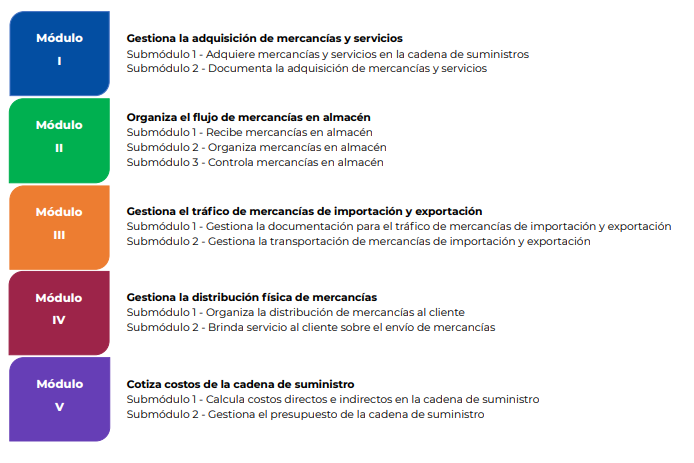 Módulo
I
Gestiona la adquisición de mercancías y servicios
Submódulo 1 - Adquiere mercancías y servicios en la cadena de suministros
Submódulo 2 - Documenta la adquisición de mercancías y servicios
Módulo
II
Organiza el flujo de mercancías en almacén
Submódulo 1 - Recibe mercancías en almacén
Submódulo 2 - Organiza mercancías en almacén
Submódulo 3 - Controla mercancías en almacén
Módulo
III
Gestiona el tráfico de mercancías de importación y exportación
Submódulo 1 - Gestiona la documentación para el tráfico de mercancías de importación y exportación
Submódulo 2 - Gestiona la transportación de mercancías de importación y exportación
Módulo
IV
Gestiona la distribución física de mercancías
Submódulo 1 - Organiza la distribución de mercancías al cliente
Submódulo 2 - Brinda servicio al cliente sobre el envío de mercancías
Módulo
V
Cotiza costos de la cadena de suministro
Submódulo 1 - Calcula costos directos e indirectos en la cadena de suministro
Submódulo 2 - Gestiona el presupuesto de la cadena de suministro